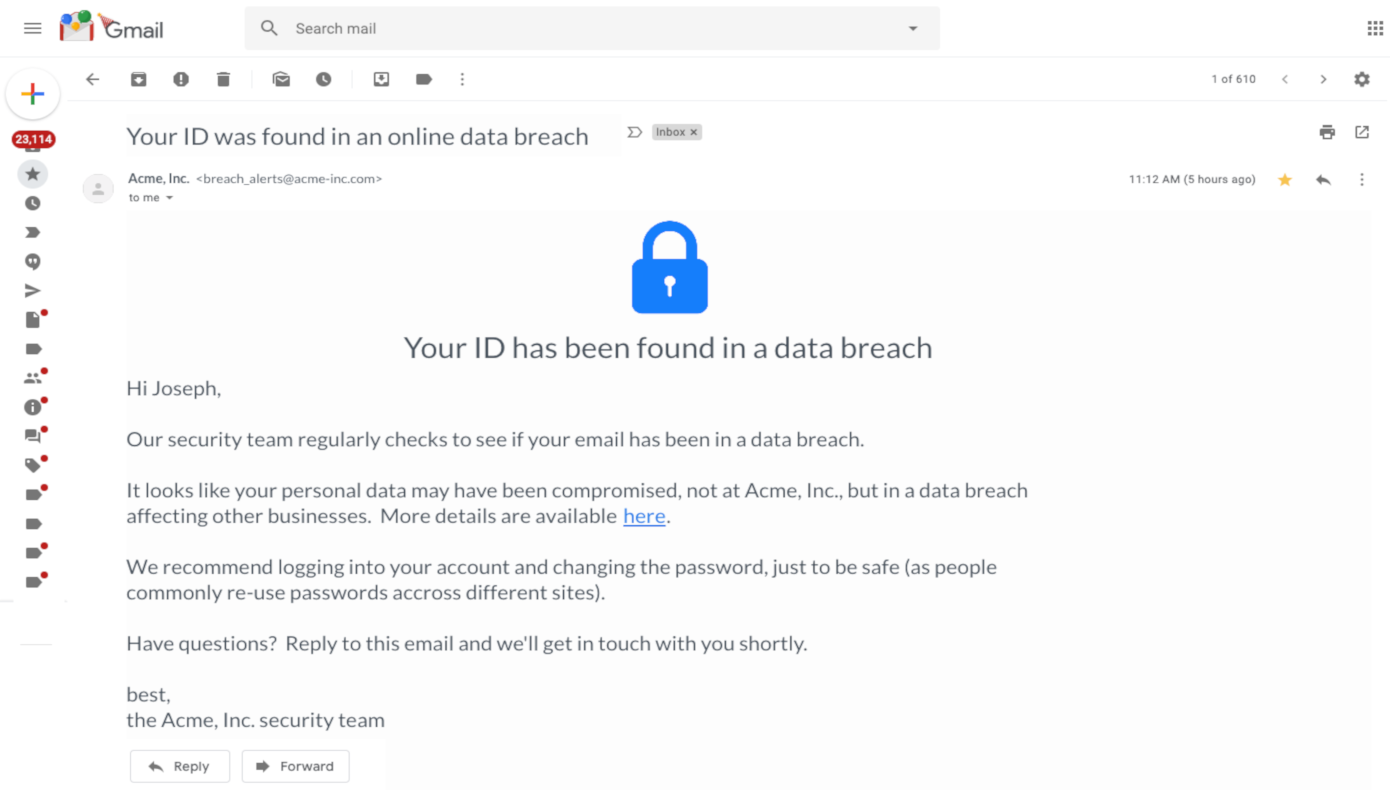 Gmail
Search mail
1 of 610
23,114
Your ID was found in an online data breach
Inbox ×
Acme, Inc. <breach_alerts@acme-inc.com>
11:12 AM (5 hours ago)
to me
Your ID has been found in a data breach
Hi Joseph,
Our security team regularly checks to see if your email has been in a data breach.
It looks like your personal data may have been compromised, not at Acme, Inc., but in a data breach
affecting other businesses. More details are available here.
We recommend logging into your account and changing the password, just to be safe (as people
commonly re-use passwords accross different sites).
Have questions? Reply to this email and we'll get in touch with you shortly.
best,
the Acme, Inc. security team
Reply
Forward